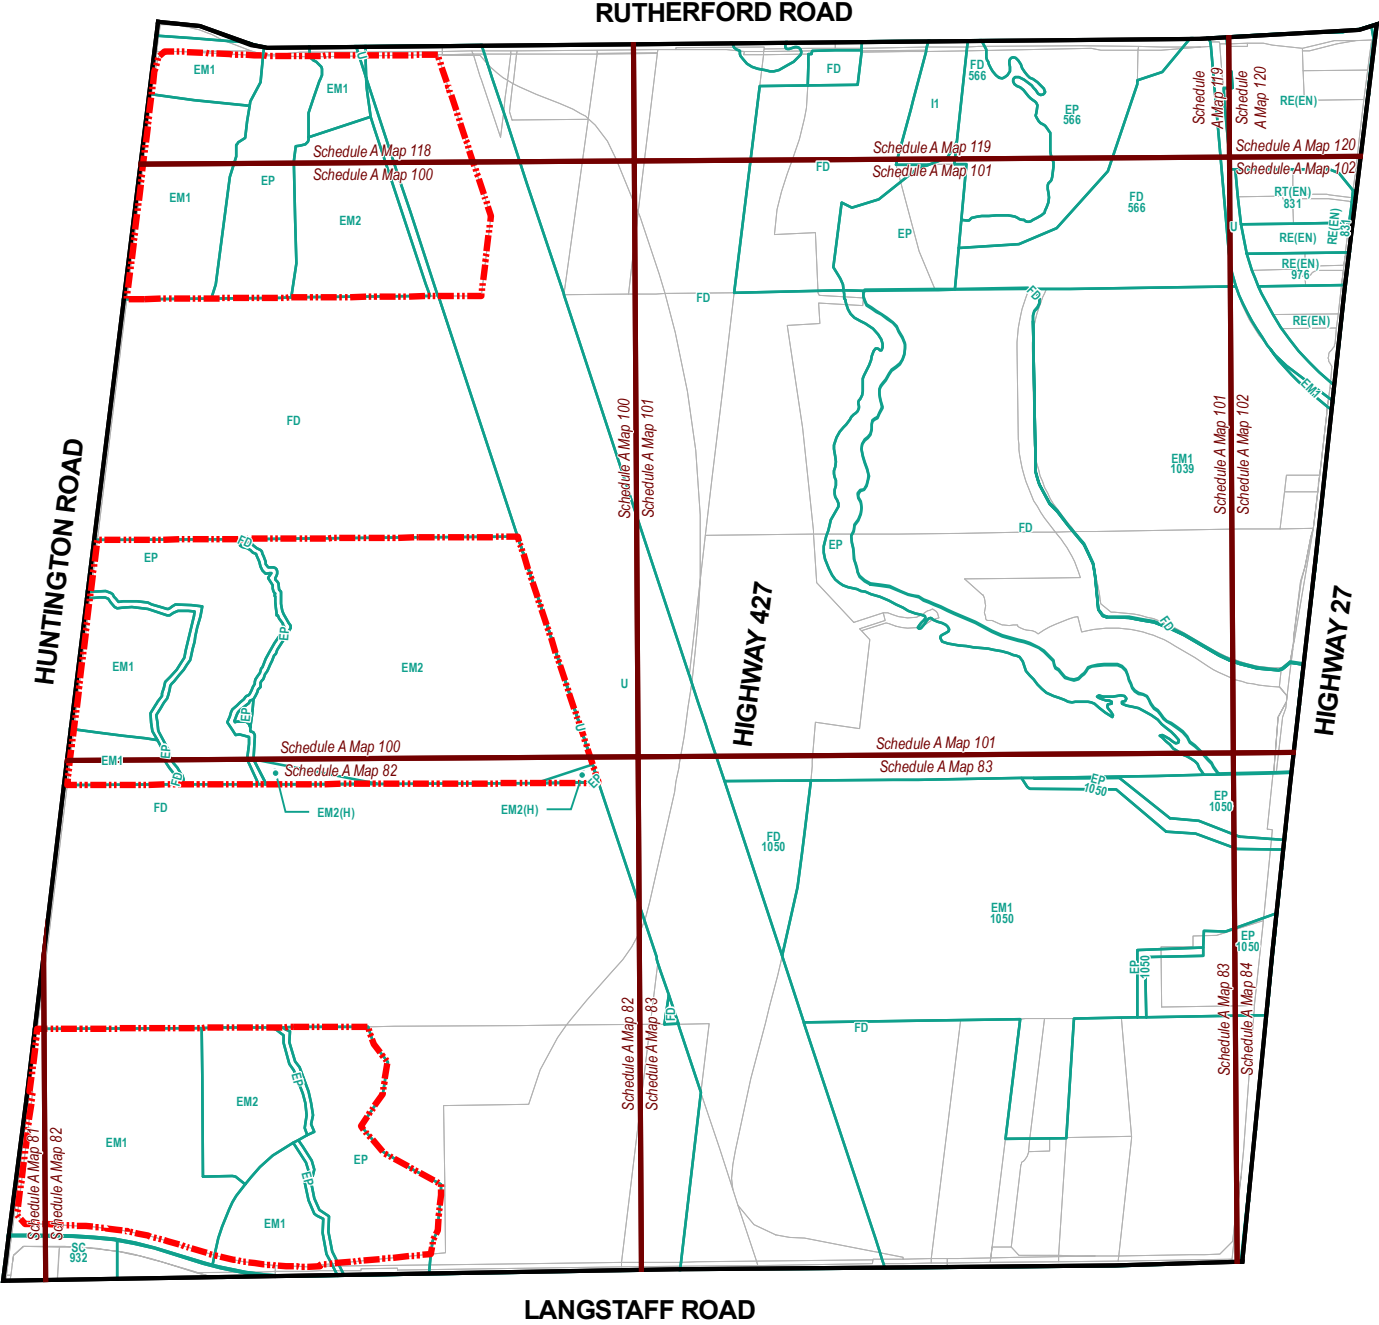 RUTHERFORD ROAD
EM1
EM1
U
FD
I1
FD
566
EP
566
Schedule
A Map 119
Schedule
A Map 120
RE(EN)
Schedule A Map 118
Schedule A Map 100
Schedule A Map 119
Schedule A Map 101
Schedule A Map 120
Schedule A Map 102
EM1
EP
EM2
FD
EP
FD
566
RT(EN)
831
RE(EN)
831
U
RE(EN)
RE(EN)
976
FD
FD
RE(EN)
EM3
FD
Schedule A Map 100
Schedule A Map 101
Schedule A Map 101
Schedule A Map 102
EM1
1039
HUNTINGTON ROAD
FD
EP
FD
EP
EP
FD
HIGHWAY 427
HIGHWAY 27
EM1
EM2
U
EP
U
EP
EM1
FD
Schedule A Map 100
Schedule A Map 82
Schedule A Map 101
Schedule A Map 83
EP
FD
EM2(H)
EM2(H)
EP
1050
EP
1050
FD
1050
EM1
1050
EP
1050
EP
1050
Schedule A Map 82
Schedule A Map 83
Schedule A Map 83
Schedule A Map 84
FD
FD
EP
EM2
EM1
EP
EP
EM1
Schedule A Map 81
Schedule A Map 82
SC
932
LANGSTAFF ROAD